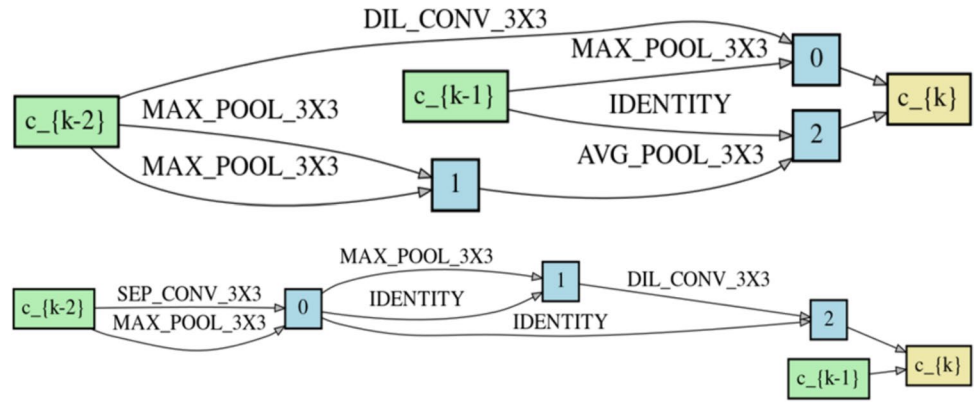 DIL_CONV_3X3
MAX_POOL_3X3
0
c_{k-1}
c_{k}
MAX_POOL_3X3
IDENTITY
c_{k-2}
2
MAX_POOL_3X3
AVG_POOL_3X3
1
MAX_POOL_3X3
DIL_CONV_3X3
1
SEP_CONV_3X3
IDENTITY
c_{k-2}
0
MAX_POOL_3X3
IDENTITY
2
c_{k}
c_{k-1}